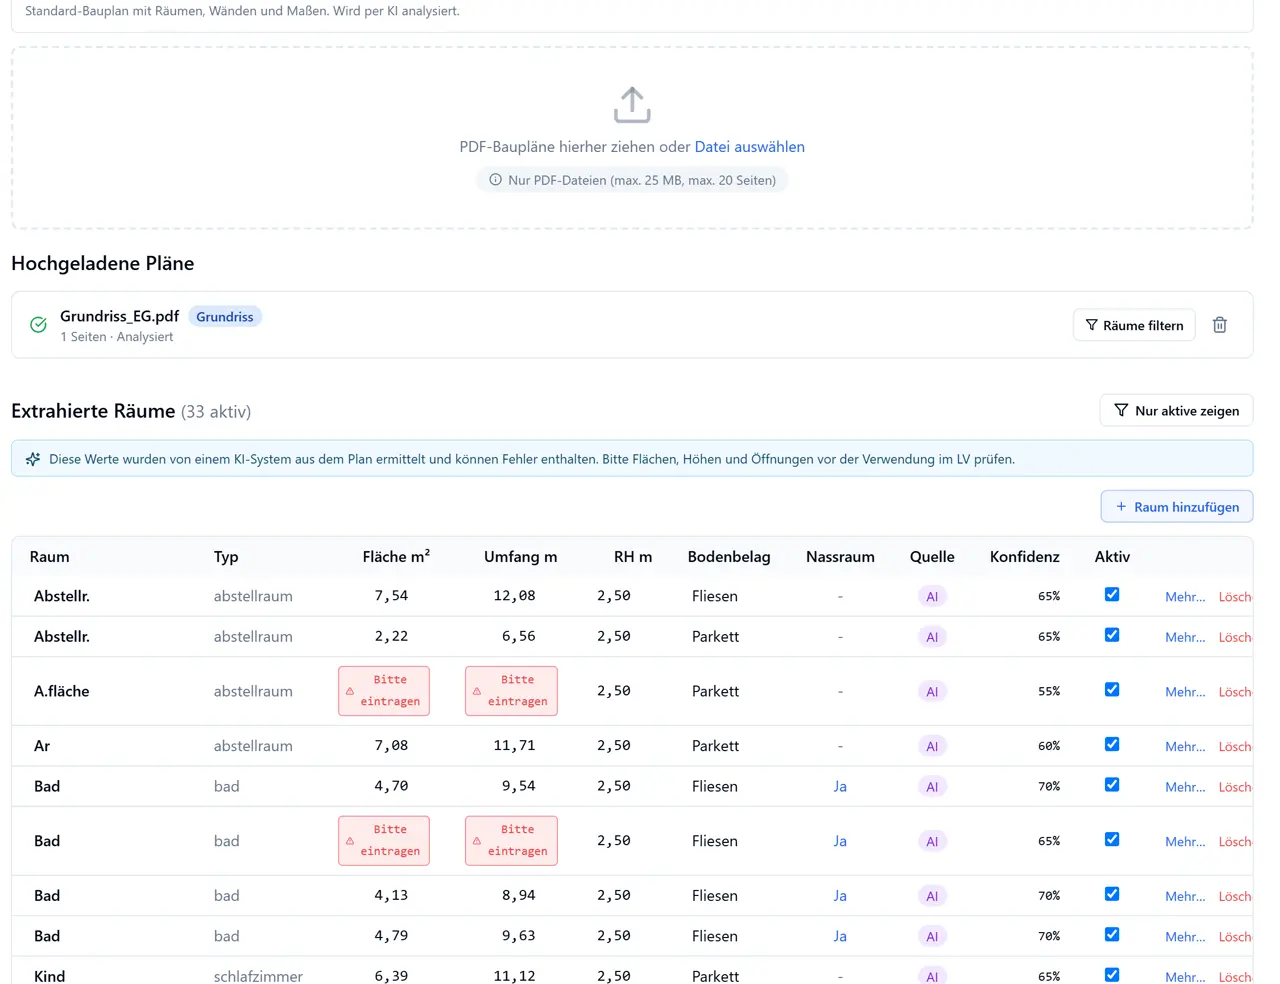 Standard-Bauplan mit Räumen, Wänden und Maßen. Wird per KI analysiert.
PDF-Baupläne hierher ziehen oder Datei auswählen
Nur PDF-Dateien (max. 25 MB, max. 20 Seiten)
Hochgeladene Pläne
Grundriss_EG.pdf Grundriss
1 Seiten · Analysiert
Räume filtern
Extrahierte Räume (33 aktiv)
Nur aktive zeigen
Diese Werte wurden von einem KI-System aus dem Plan ermittelt und können Fehler enthalten. Bitte Flächen, Höhen und Öffnungen vor der Verwendung im LV prüfen.
+ Raum hinzufügen
Raum Typ Fläche m² Umfang m RH m Bodenbelag Nassraum Quelle Konfidenz Aktiv
Abstellr. abstellraum 7,54 12,08 2,50 Fliesen - AI 65% Mehr... Lösch
Abstellr. abstellraum 2,22 6,56 2,50 Parkett - AI 65% Mehr... Lösch
A.fläche abstellraum Bitte eintragen Bitte eintragen 2,50 Parkett - AI 55% Mehr... Lösch
Ar abstellraum 7,08 11,71 2,50 Parkett - AI 60% Mehr... Lösch
Bad bad 4,70 9,54 2,50 Fliesen Ja AI 70% Mehr... Lösch
Bad bad Bitte eintragen Bitte eintragen 2,50 Fliesen Ja AI 65% Mehr... Lösch
Bad bad 4,13 8,94 2,50 Fliesen Ja AI 70% Mehr... Lösch
Bad bad 4,79 9,63 2,50 Fliesen Ja AI 70% Mehr... Lösch
Kind schlafzimmer 6,39 11,12 2,50 Parkett - AI 65% Mehr... Lösch